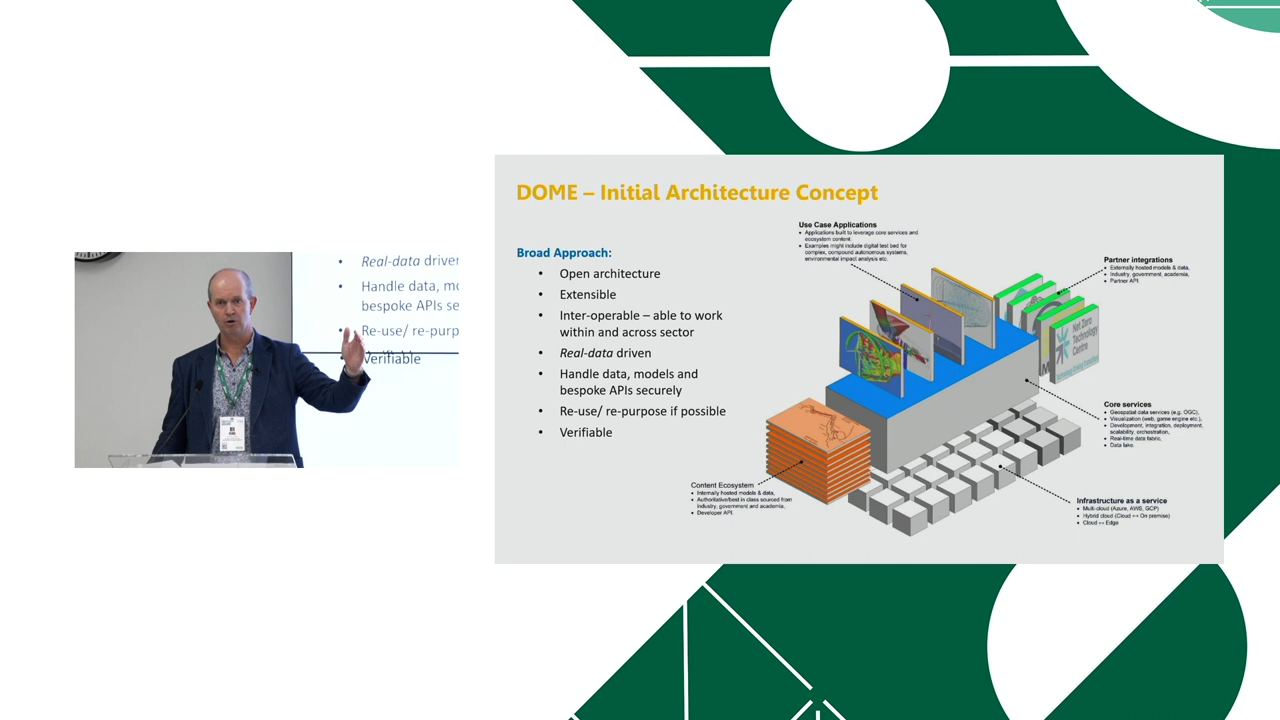 Real-data driven
Handle data, mo
bespoke APIs se
Re-use/ re-purp
Verifiable
DOME – Initial Architecture Concept
Broad Approach:
• Open architecture
• Extensible
• Inter-operable – able to work
within and across sector
• Real-data driven
• Handle data, models and
bespoke APIs securely
• Re-use/ re-purpose if possible
• Verifiable
Use Case Applications
• Applications built to leverage core services and
ecosystem content
• Examples might include digital test bed for
complex, compound autonomous systems,
environmental impact analysis etc.
Partner integrations
• Externally hosted models & data,
• Industry, government, academia,
• Partner API.
Net Zero
Technology
Centre
Core services
• Geospatial data services (e.g. OGC),
• Visualization (web, game engine etc.),
• Development, integration, deployment,
scalability, orchestration,
• Real-time data fabric,
• Data lake.
Content Ecosystem
• Internally hosted models & data,
• Authoritative/best in class sourced from
industry, government and academia,
• Developer API.
Infrastructure as a service
• Multi-cloud (Azure, AWS, GCP)
• Hybrid cloud (Cloud ↔ On premise)
• Cloud ↔ Edge